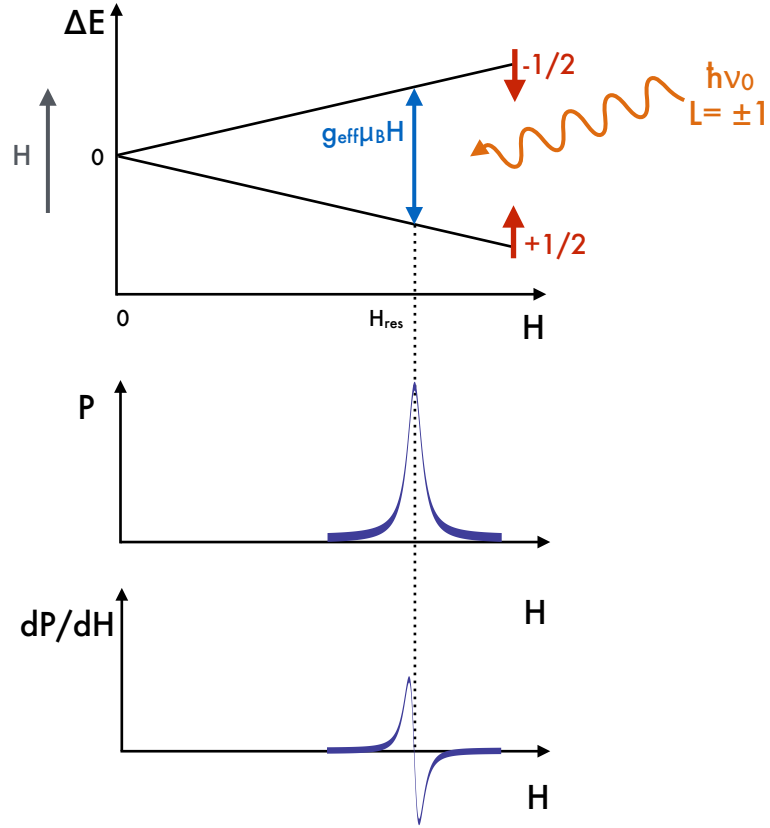 ΔE
-1/2
ħν₀
L= ±1
g_effμ_BH
H
0
+1/2
0
H_res
H
P
H
dP/dH
H